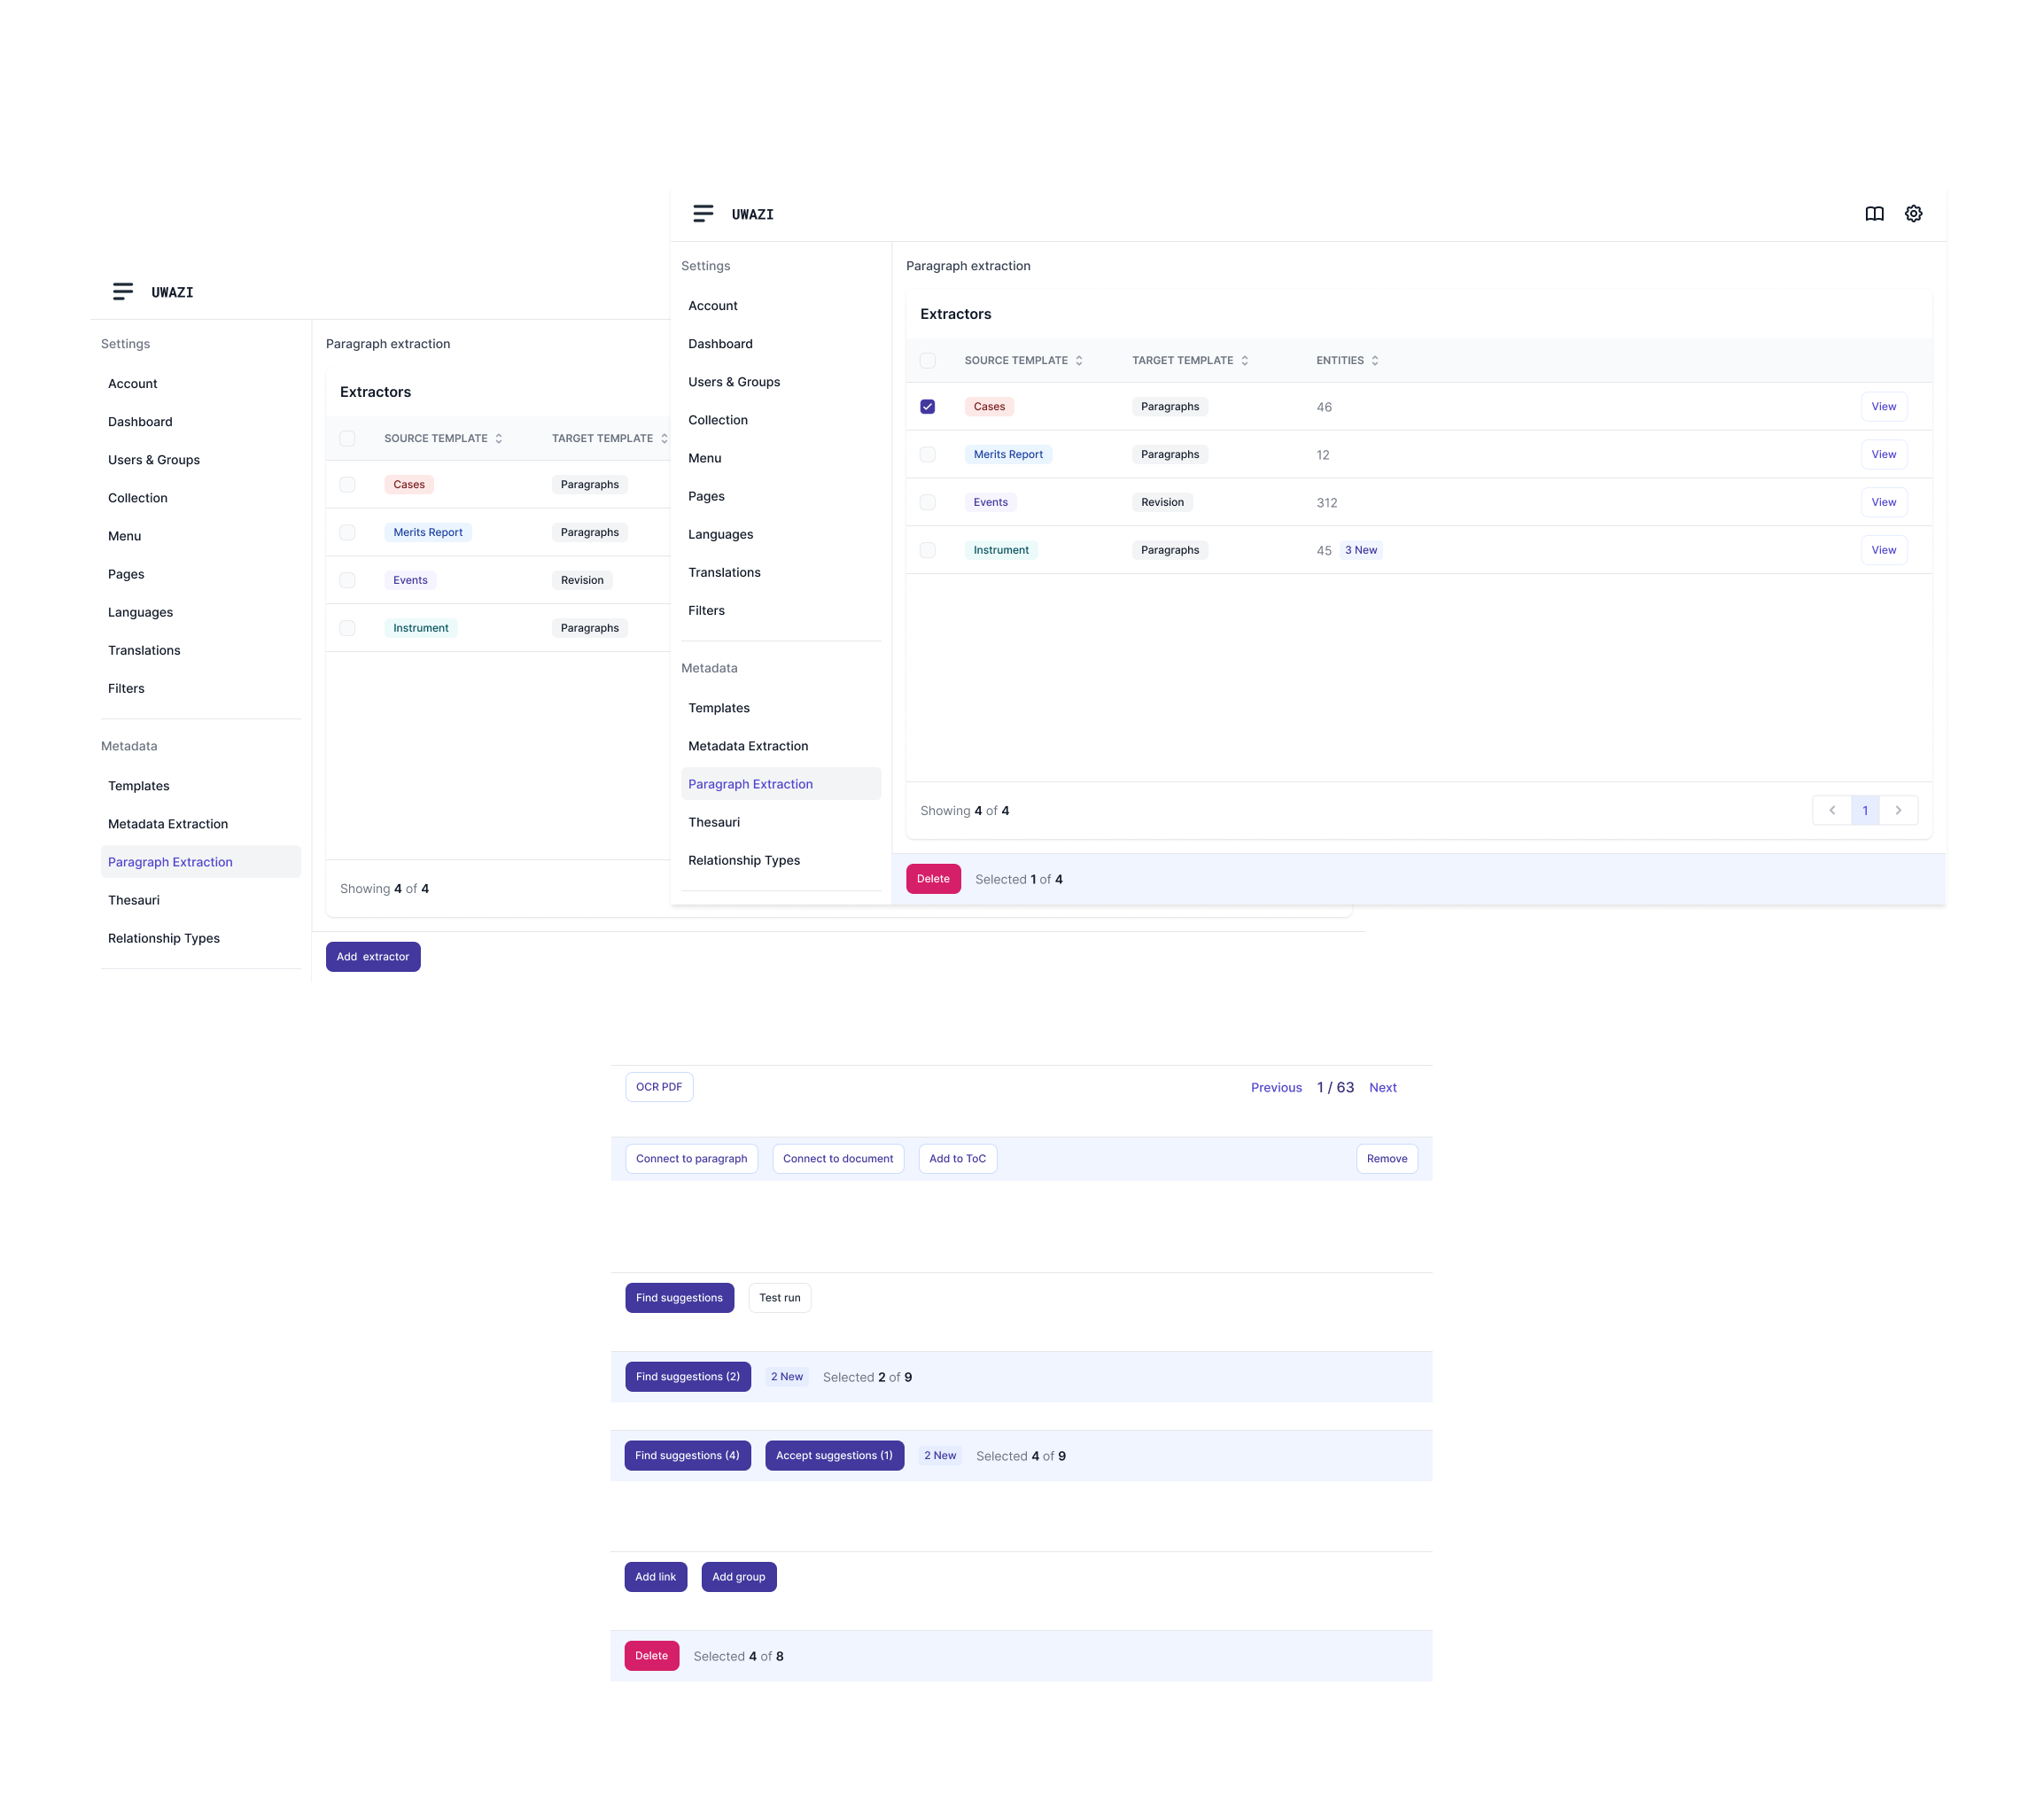 UWAZI
Settings
Account
Dashboard
Users & Groups
Collection
Menu
Pages
Languages
Translations
Filters
Metadata
Templates
Metadata Extraction
Paragraph Extraction
Thesauri
Relationship Types
Paragraph extraction
Extractors
SOURCE TEMPLATE TARGET TEMPLATE
Cases Paragraphs
Merits Report Paragraphs
Events Revision
Instrument Paragraphs
Showing 4 of 4
Add extractor
UWAZI
Settings
Account
Dashboard
Users & Groups
Collection
Menu
Pages
Languages
Translations
Filters
Metadata
Templates
Metadata Extraction
Paragraph Extraction
Thesauri
Relationship Types
Paragraph extraction
Extractors
SOURCE TEMPLATE TARGET TEMPLATE ENTITIES
Cases Paragraphs 46 View
Merits Report Paragraphs 12 View
Events Revision 312 View
Instrument Paragraphs 45 3 New View
Showing 4 of 4 1
Delete Selected 1 of 4
OCR PDF Previous 1 / 63 Next
Connect to paragraph Connect to document Add to ToC Remove
Find suggestions Test run
Find suggestions (2) 2 New Selected 2 of 9
Find suggestions (4) Accept suggestions (1) 2 New Selected 4 of 9
Add link Add group
Delete Selected 4 of 8